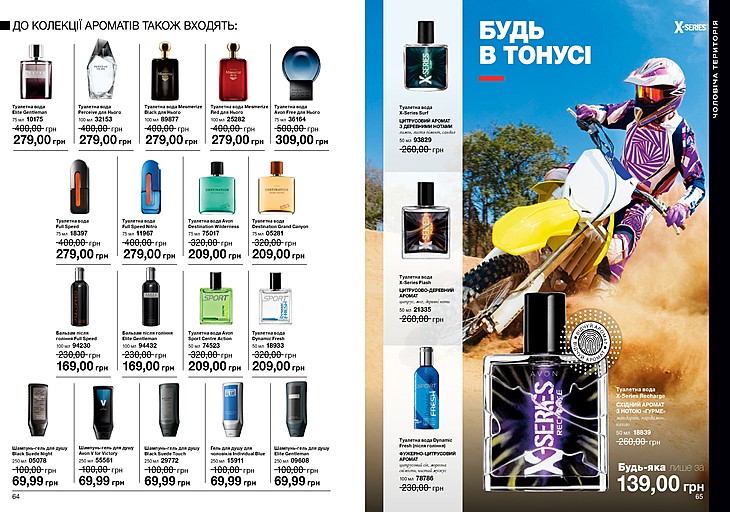 ДО КОЛЕКЦІЇ АРОМАТІВ ТАКОЖ ВХОДЯТЬ:
Туалетна вода
Elite Gentleman
75 мл 10175
400,00 грн
279,00 грн
Туалетна вода
Perceive для Нього
100 мл 32153
400,00 грн
279,00 грн
Туалетна вода Mesmerize
Black для Нього
100 мл 89877
400,00 грн
279,00 грн
Туалетна вода Mesmerize
Red для Нього
100 мл 25262
400,00 грн
279,00 грн
Туалетна вода
Avon Free для Нього
75 мл 36164
500,00 грн
309,00 грн
Туалетна вода
Full Speed
75 мл 18397
400,00 грн
279,00 грн
Туалетна вода
Full Speed Nitro
75 мл 11967
400,00 грн
279,00 грн
Туалетна вода Avon
Destination Wilderness
75 мл 75017
320,00 грн
209,00 грн
Туалетна вода
Destination Grand Canyon
75 мл 05281
320,00 грн
209,00 грн
Бальзам після
гоління Full Speed
100 мл 94230
230,00 грн
169,00 грн
Бальзам після гоління
Elite Gentleman
100 мл 94432
230,00 грн
169,00 грн
Туалетна вода Avon
Sport Centre Action
50 мл 74523
320,00 грн
209,00 грн
Туалетна вода
Dynamic Fresh
50 мл 18933
320,00 грн
209,00 грн
Шампунь-гель для душу
Black Suede Night
250 мл 05078
100,00 грн
69,99 грн
Шампунь-гель для душу
Avon V for Victory
250 мл 55561
100,00 грн
69,99 грн
Шампунь-гель для душу
Black Suede Touch
250 мл 29772
100,00 грн
69,99 грн
Гель для душу для
чоловіків Individual Blue
250 мл 15911
100,00 грн
69,99 грн
Шампунь-гель для душу
Elite Gentleman
250 мл 09608
100,00 грн
69,99 грн
64
X-SERIES
Туалетна вода
X-Series Surf
ЦИТРУСОВИЙ АРОМАТ
З ДЕРЕВНИМИ НОТАМИ
50 мл 93829
260,00 грн
Туалетна вода
X-Series Flash
ЦИТРУСОВО-ДЕРЕВНИЙ
АРОМАТ
50 мл 21335
260,00 грн
SPORT
FRESH
Туалетна вода Dynamic
Fresh (після гоління)
ФУЖЕРНО-ЦИТРУСОВИЙ
АРОМАТ
100 мл 78786
230,00 грн
БУДЬ
В ТОНУСІ
X-SERIES
ЧОЛОВІЧА ТЕРИТОРІЯ
AVON
X-SERIES
RECHARGE
Туалетна вода
X-Series Recharge
СХІДНИЙ АРОМАТ
З НОТОЮ «ГУРМЕ»
50 мл 18839
260,00 грн
Будь-яка лише за
139,00 грн
65